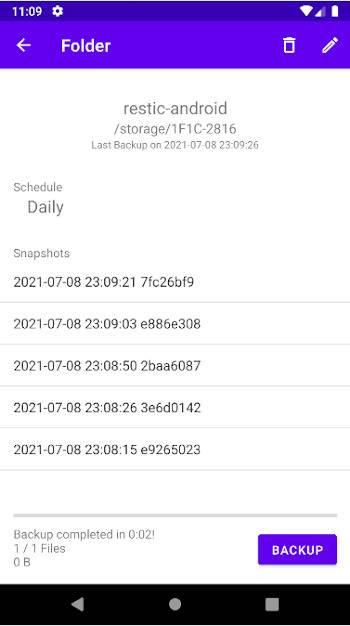 11:09
Folder
restic-android
/storage/1F1C-2816
Last Backup on 2021-07-08 23:09:26
Schedule
Daily
Snapshots
2021-07-08 23:09:21 7fc26bf9
2021-07-08 23:09:03 e886e308
2021-07-08 23:08:50 2baa6087
2021-07-08 23:08:26 3e6d0142
2021-07-08 23:08:15 e9265023
Backup completed in 0:02!
1 / 1 Files
0 B
BACKUP